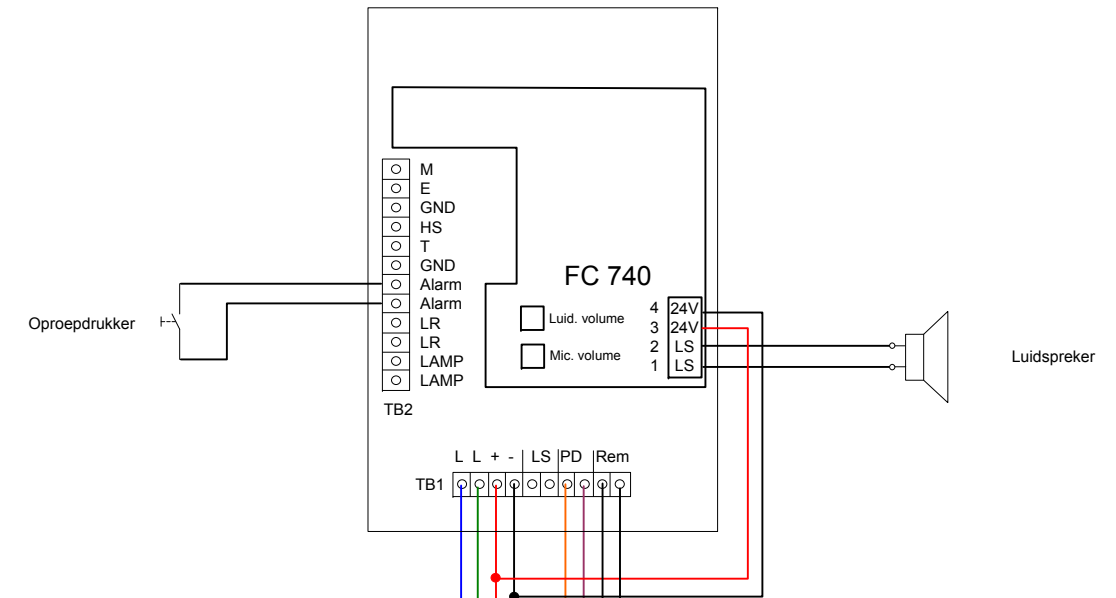 M
E
GND
HS
T
GND
Alarm
Alarm
LR
LR
LAMP
LAMP
TB2
Oproepdrukker
FC 740
Luid. volume
Mic. volume
4 24V
3 24V
2 LS
1 LS
Luidspreker
L L + - LS PD Rem
TB1